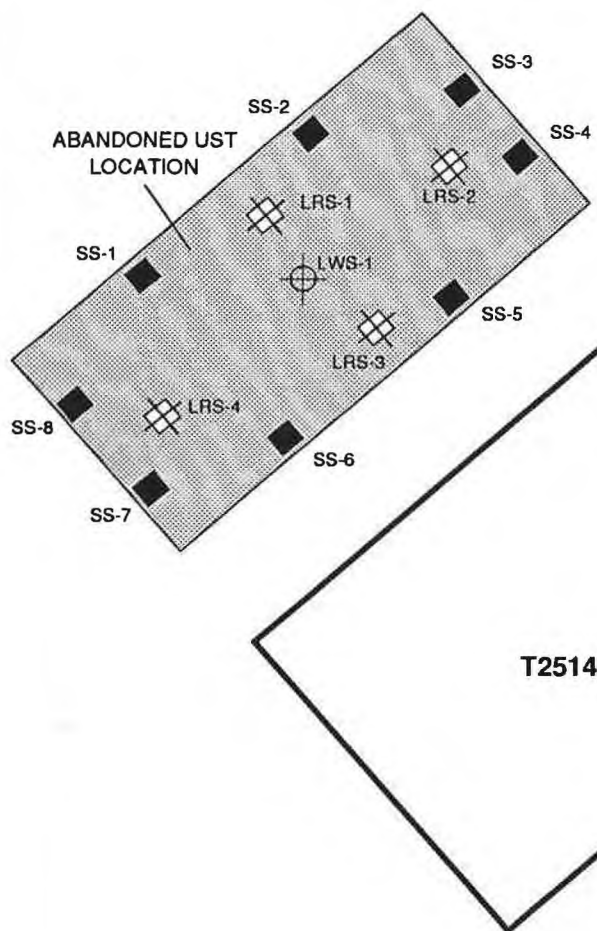 SS-3
SS-2
SS-4
ABANDONED UST
LOCATION
LRS-2
LRS-1
SS-1
LWS-1
SS-5
LRS-3
LRS-4
SS-8
SS-6
SS-7
T2514